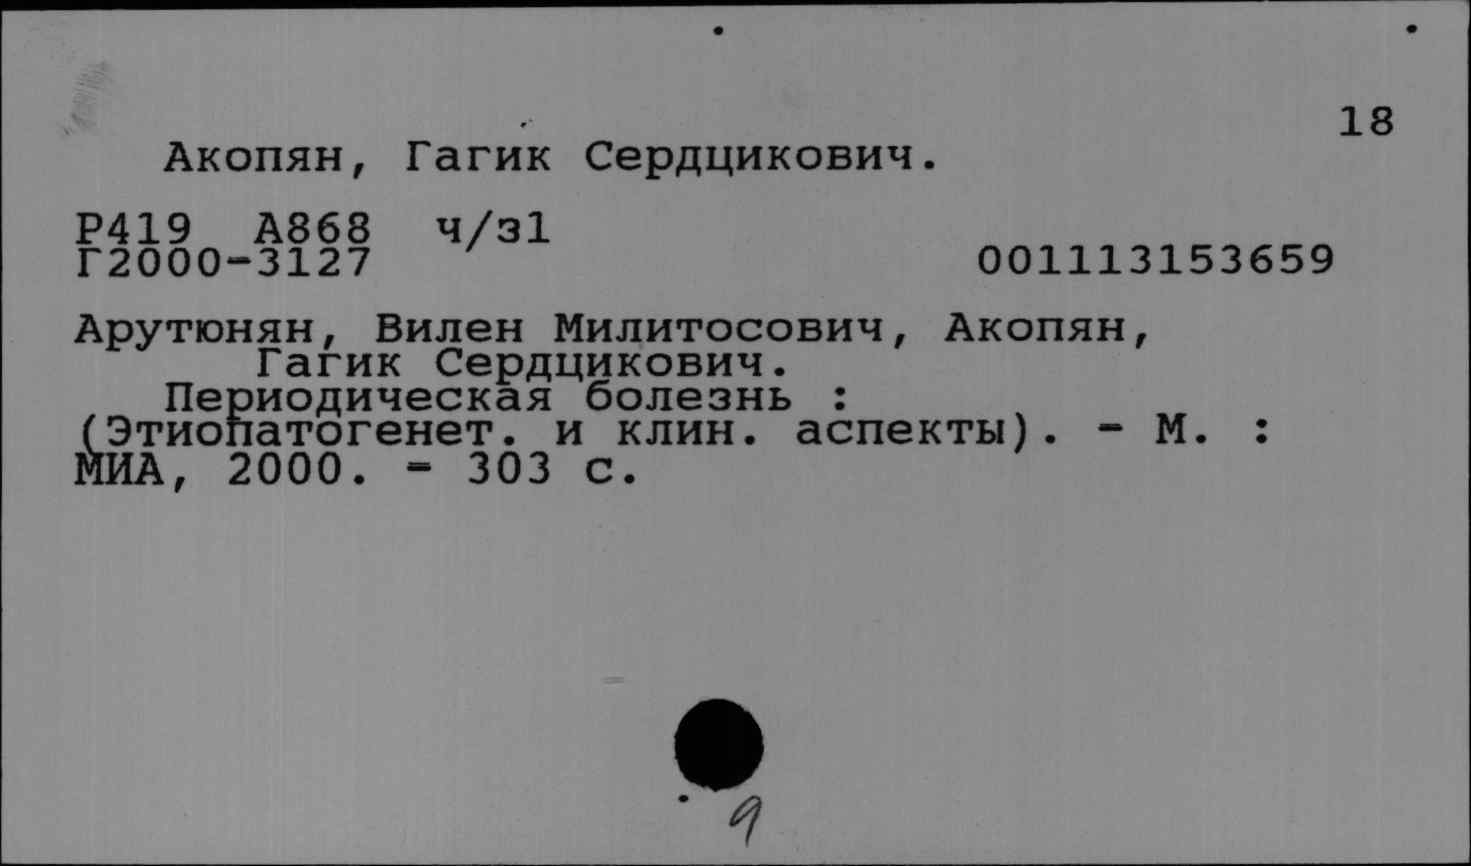 18
Акопян, Гагик Сердцикович.
Р419 А868 ч/з1
Г2000-3127 001113153659
Арутюнян, Вилен Милитосович, Акопян,
Гагик Сердцикович.
Периодическая болезнь :
(Этиопатогенет. и клин. аспекты). - М. :
МИА, 2000. - 303 с.
9